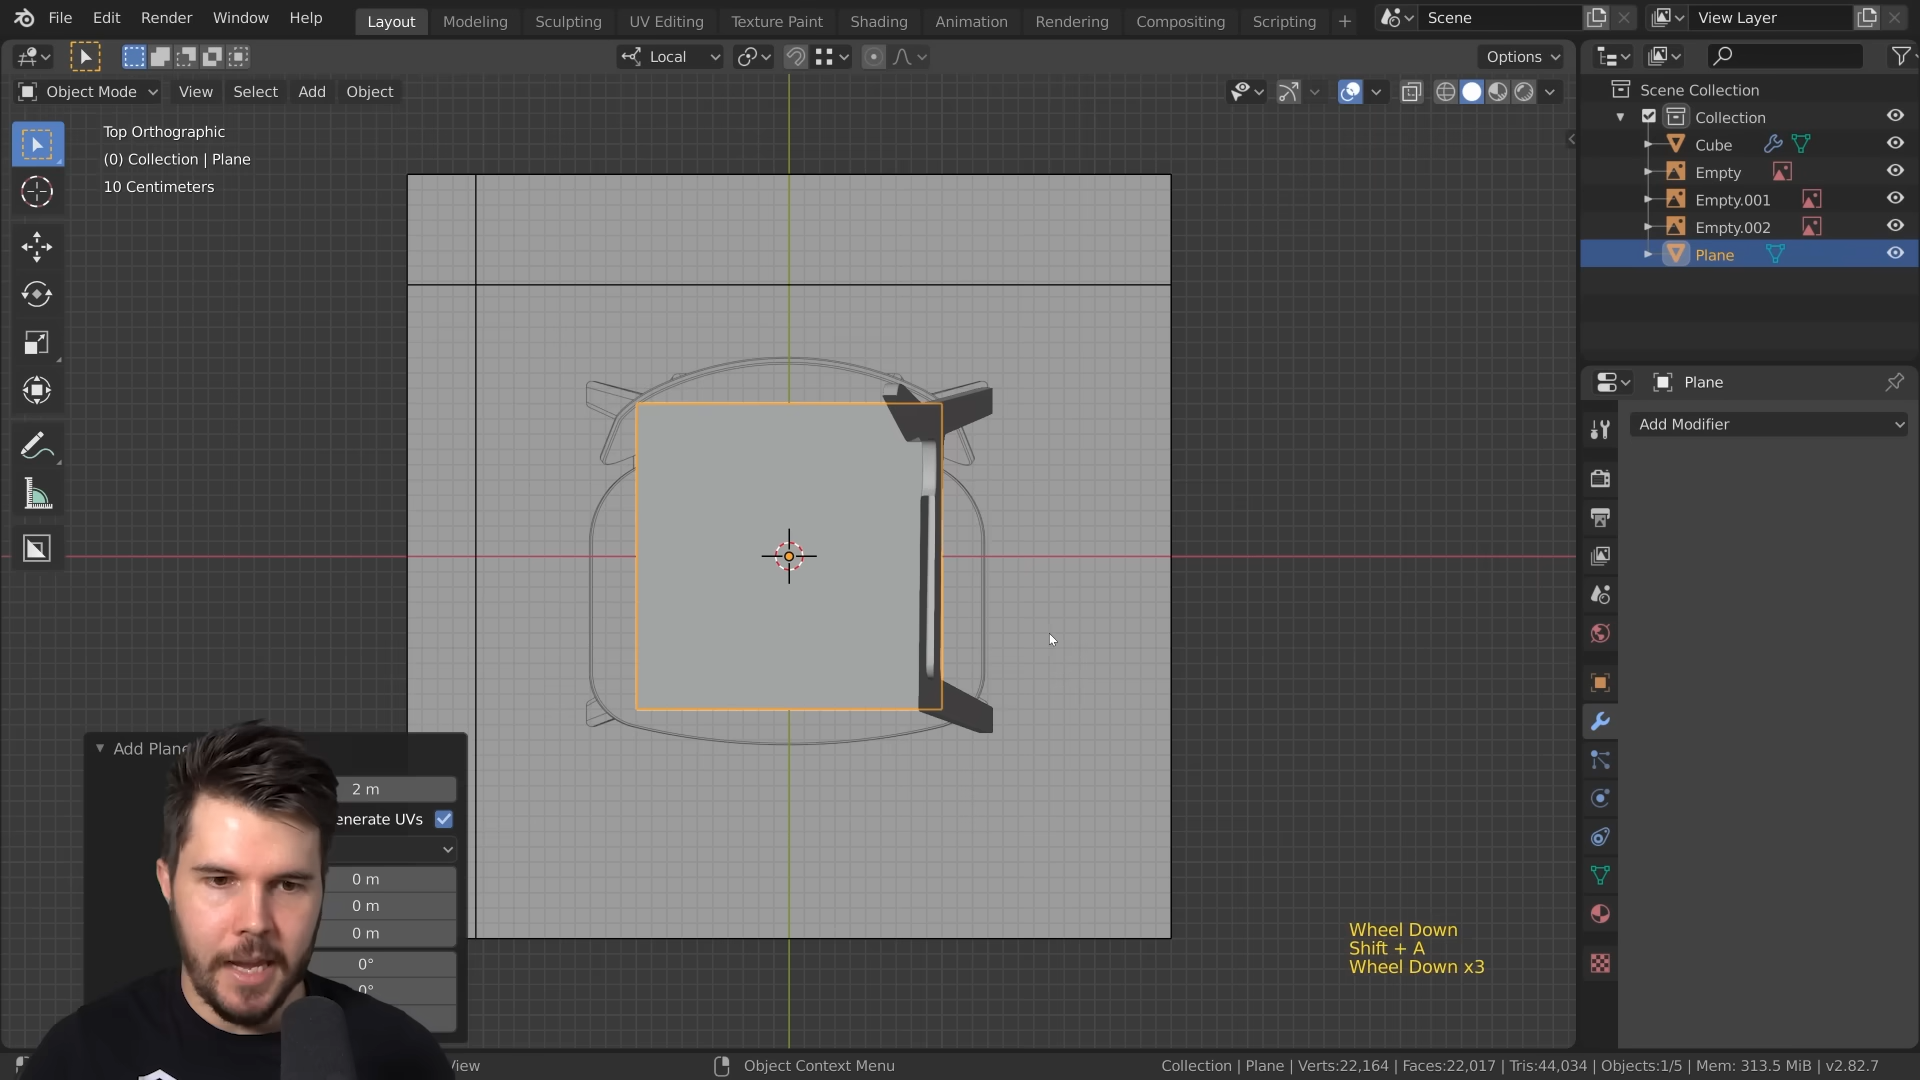 File Edit Render Window Help Layout Modeling Sculpting UV Editing Texture Paint Shading Animation Rendering Compositing Scripting + Scene View Layer
Local Options
Object Mode View Select Add Object
Top Orthographic
(0) Collection | Plane
10 Centimeters
Scene Collection
Collection
Cube
Empty
Empty.001
Empty.002
Plane
Plane
Add Modifier
Add Plane
2 m
enerate UVs
0 m
0 m
0 m
0°
0°
Wheel Down
Shift + A
Wheel Down x3
View Object Context Menu Collection | Plane | Verts:22,164 | Faces:22,017 | Tris:44,034 | Objects:1/5 | Mem: 313.5 MiB | v2.82.7